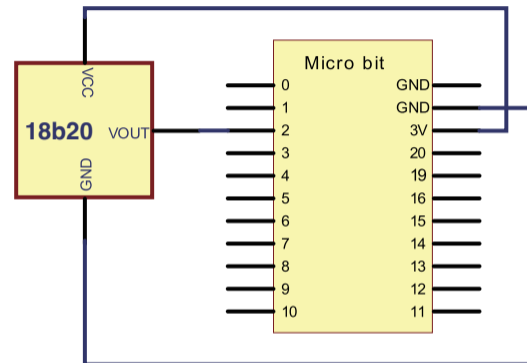 VCC
18b20
VOUT
GND
Micro bit
0 GND
1 GND
2 3V
3 20
4 19
5 16
6 15
7 14
8 13
9 12
10 11